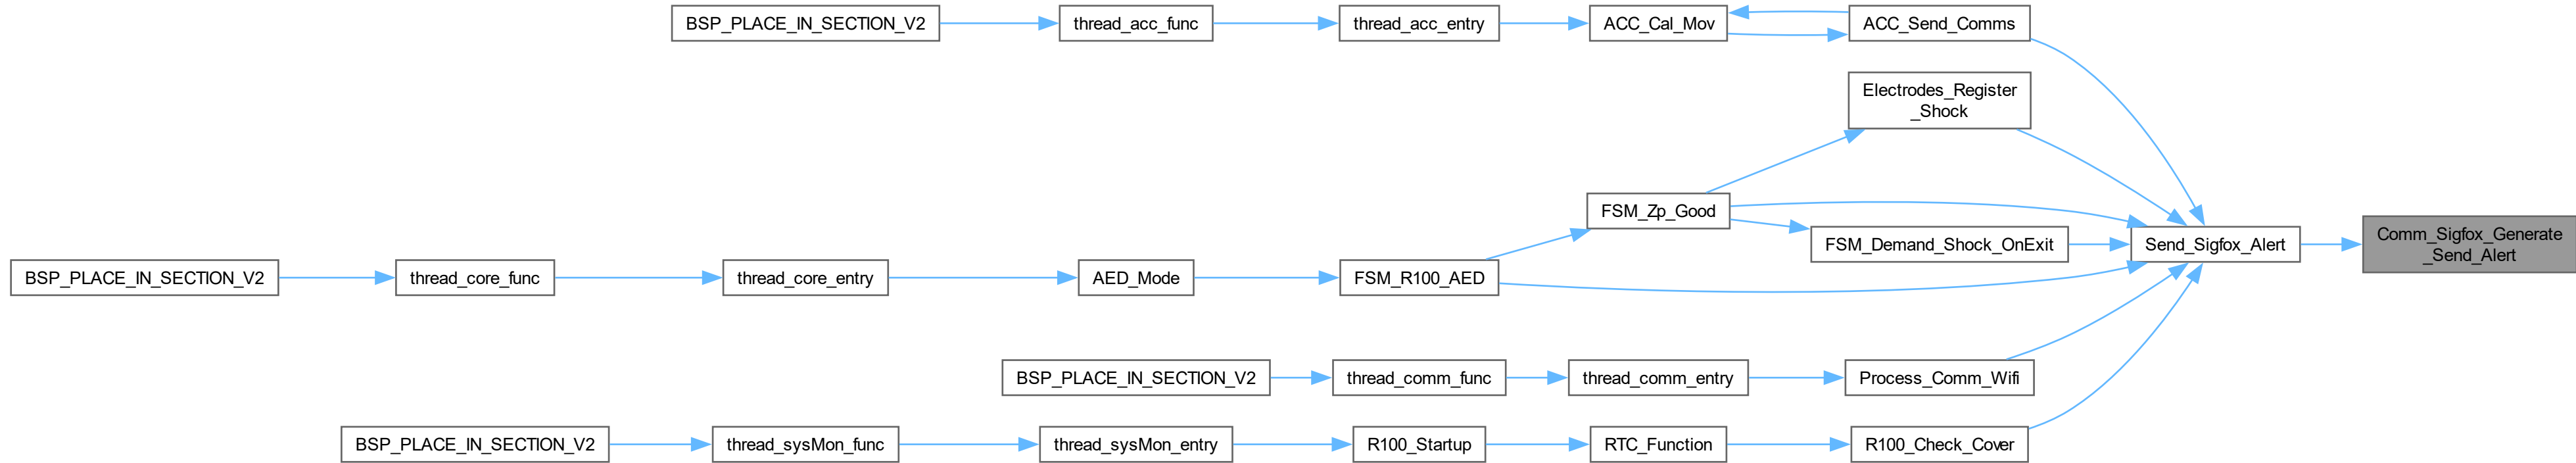 BSP_PLACE_IN_SECTION_V2
thread_acc_func
thread_acc_entry
ACC_Cal_Mov
ACC_Send_Comms
Electrodes_Register
_Shock
FSM_Zp_Good
FSM_Demand_Shock_OnExit
Send_Sigfox_Alert
Comm_Sigfox_Generate
_Send_Alert
BSP_PLACE_IN_SECTION_V2
thread_core_func
thread_core_entry
AED_Mode
FSM_R100_AED
BSP_PLACE_IN_SECTION_V2
thread_comm_func
thread_comm_entry
Process_Comm_Wifi
BSP_PLACE_IN_SECTION_V2
thread_sysMon_func
thread_sysMon_entry
R100_Startup
RTC_Function
R100_Check_Cover